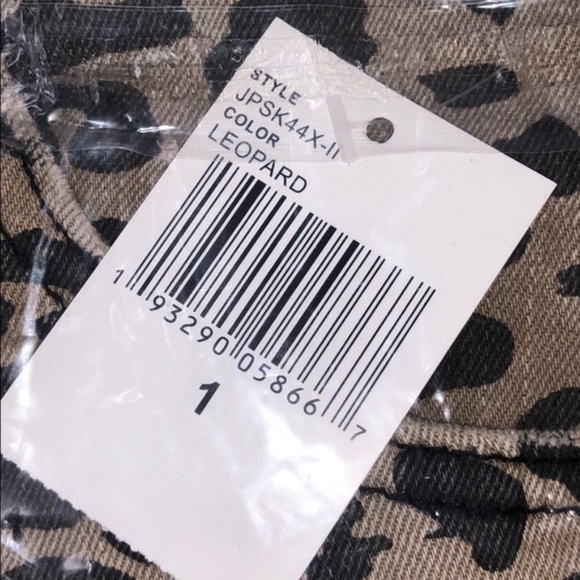 STYLE
JPSK44X-II
COLOR
LEOPARD
1 93290 05866 7
1